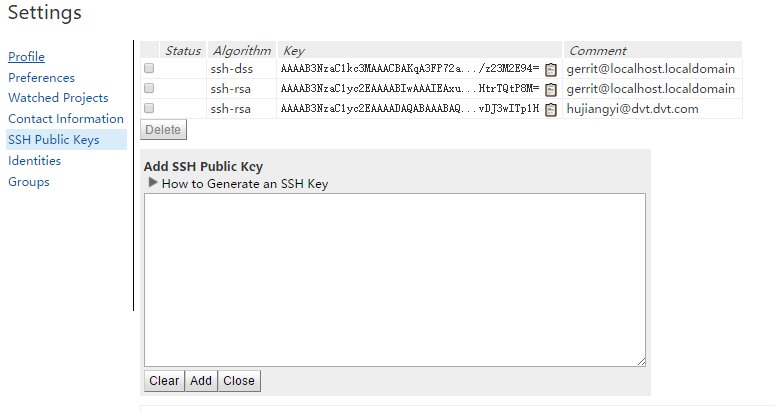 Settings
Profile
Preferences
Watched Projects
Contact Information
SSH Public Keys
Identities
Groups
Status Algorithm Key Comment
ssh-dss AAAAB3NzaC1kc3MAAACBAKqA3FP72a.../z23M2E94= gerrit@localhost.localdomain
ssh-rsa AAAAB3NzaC1yc2EAAAABIwAAAIEAxu...HtrTQtP8M= gerrit@localhost.localdomain
ssh-rsa AAAAB3NzaC1yc2EAAAADAQABAAABAQ...vDJ3wITp1H hujiangyi@dvt.dvt.com
Delete
Add SSH Public Key
How to Generate an SSH Key
Clear Add Close